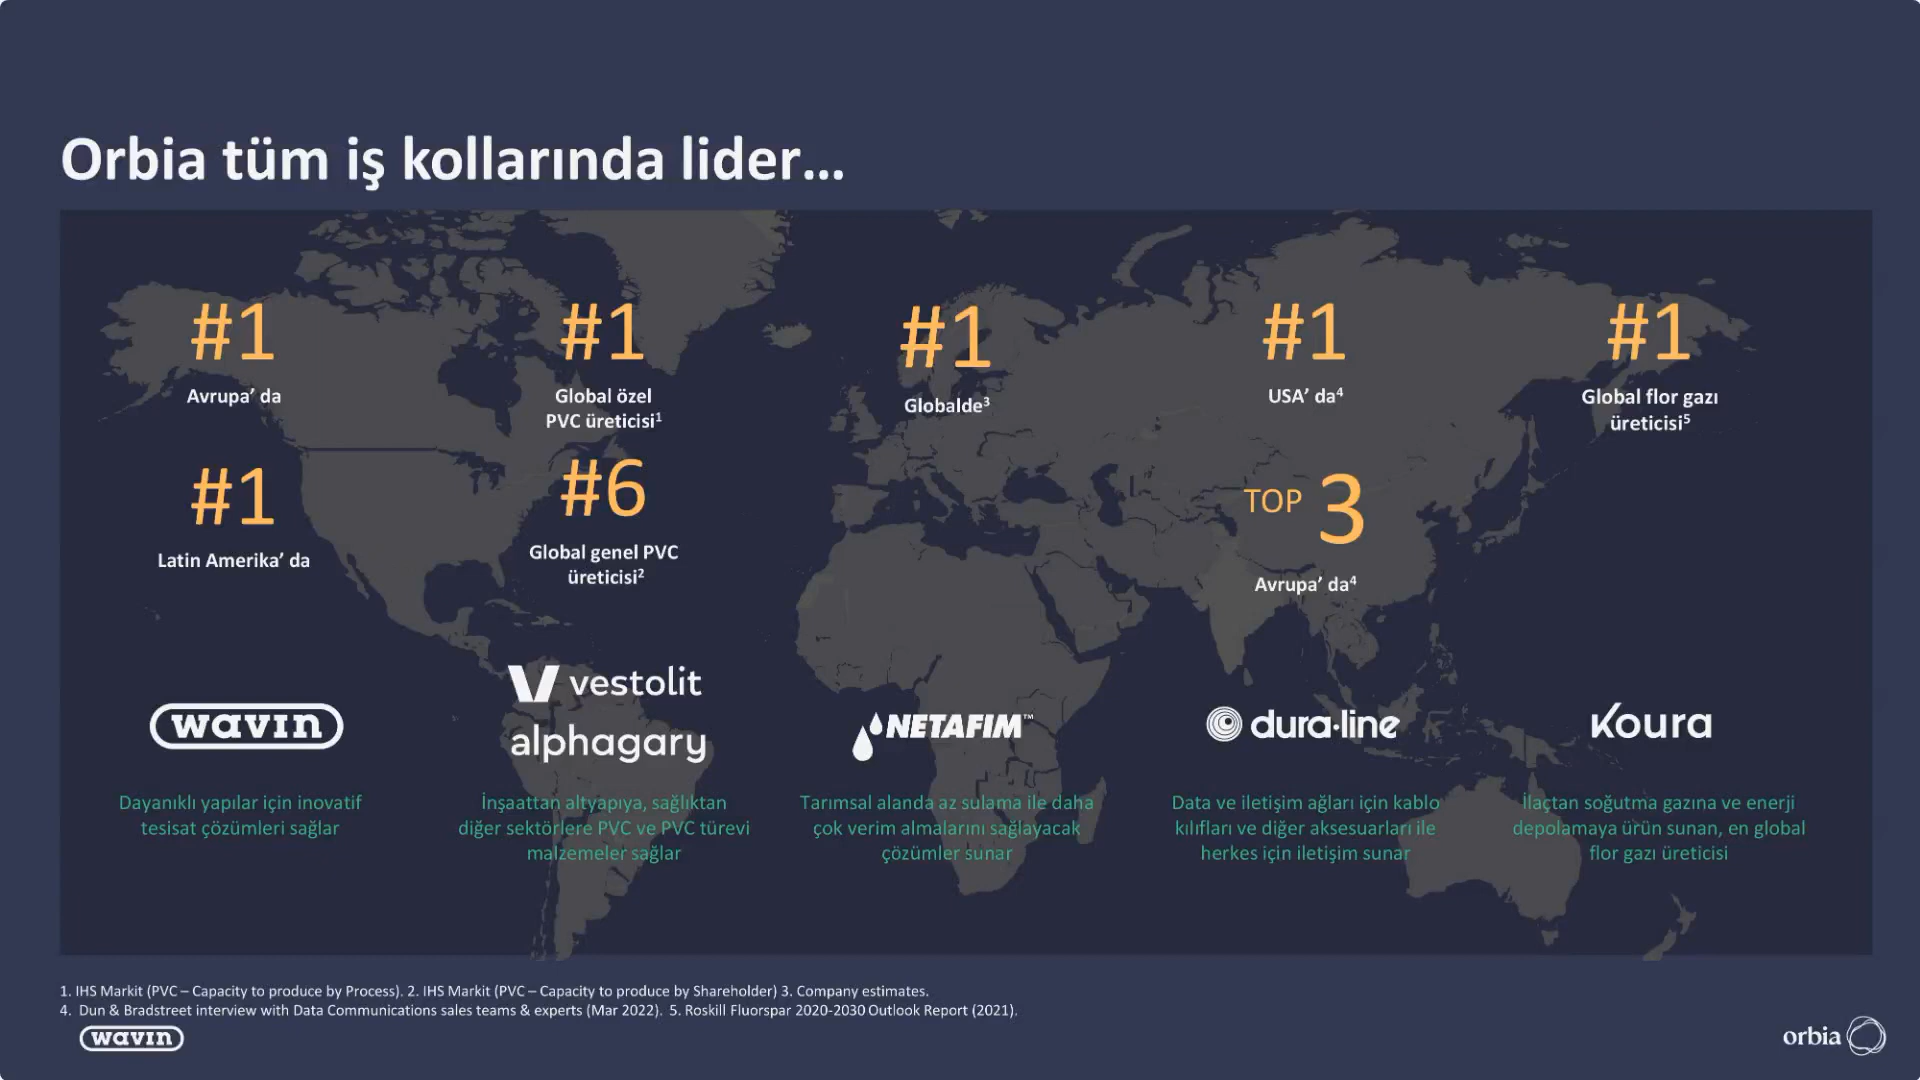 Orbia tüm iş kollarında lider...
#1
Avrupa’ da
#1
Latin Amerika’ da
wavin
Dayanıklı yapılar için inovatif
tesisat çözümleri sağlar
#1
Global özel
PVC üreticisi¹
#6
Global genel PVC
üreticisi²
vestolit
alphagary
İnşaattan altyapıya, sağlıktan
diğer sektörlere PVC ve PVC türevi
malzemeler sağlar
#1
Globalde³
NETAFIM™
Tarımsal alanda az sulama ile daha
çok verim almalarını sağlayacak
çözümler sunar
#1
USA’ da⁴
TOP 3
Avrupa’ da⁴
dura·line
Data ve iletişim ağları için kablo
kılıfları ve diğer aksesuarları ile
herkes için iletişim sunar
#1
Global flor gazı
üreticisi⁵
Koura
İlaçtan soğutma gazına ve enerji
depolamaya ürün sunan, en global
flor gazı üreticisi
1. IHS Markit (PVC – Capacity to produce by Process). 2. IHS Markit (PVC – Capacity to produce by Shareholder) 3. Company estimates.
4. Dun & Bradstreet interview with Data Communications sales teams & experts (Mar 2022). 5. Roskill Fluorspar 2020-2030 Outlook Report (2021).
wavin
orbia